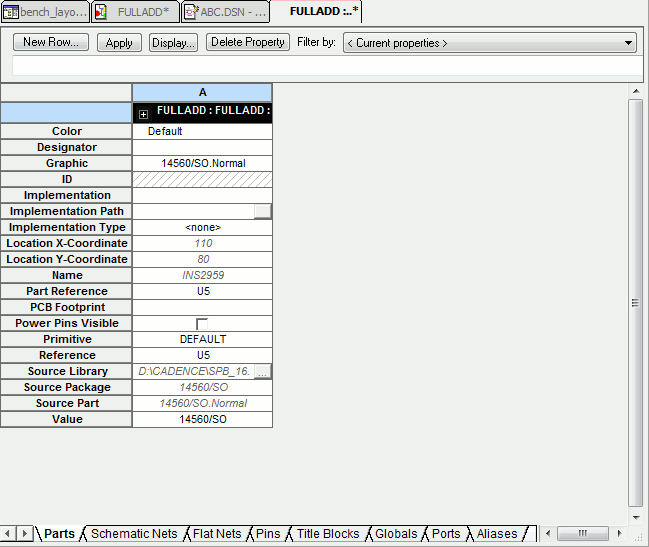 bench_layo... FULLADD* ABC.DSN - ... FULLADD :..*
New Row... Apply Display... Delete Property Filter by: < Current properties >
A
FULLADD : FULLADD :
Color Default
Designator
Graphic 14560/SO.Normal
ID
Implementation
Implementation Path
Implementation Type <none>
Location X-Coordinate 110
Location Y-Coordinate 80
Name INS2959
Part Reference U5
PCB Footprint
Power Pins Visible
Primitive DEFAULT
Reference U5
Source Library D:\CADENCE\SPB_16. ...
Source Package 14560/SO
Source Part 14560/SO.Normal
Value 14560/SO
Parts Schematic Nets Flat Nets Pins Title Blocks Globals Ports Aliases